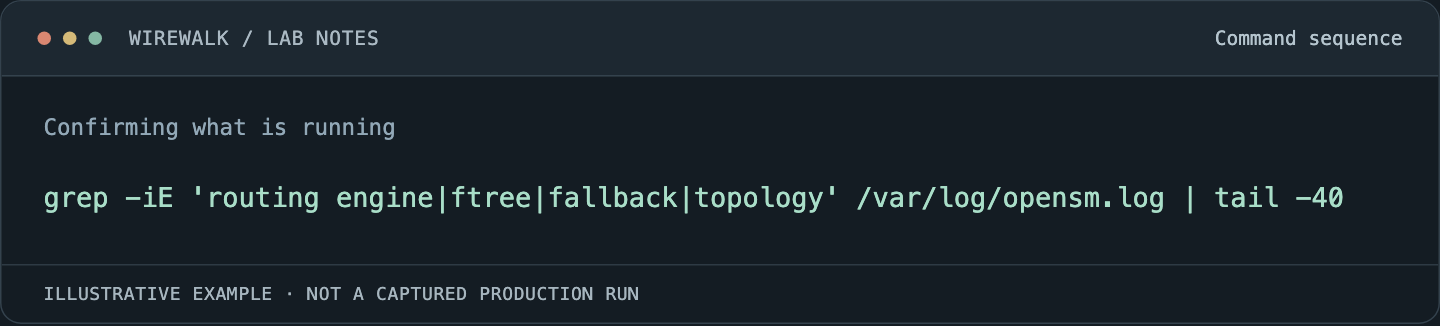 WIREWALK / LAB NOTES
Command sequence
Confirming what is running
grep -iE 'routing engine|ftree|fallback|topology' /var/log/opensm.log | tail -40
ILLUSTRATIVE EXAMPLE · NOT A CAPTURED PRODUCTION RUN